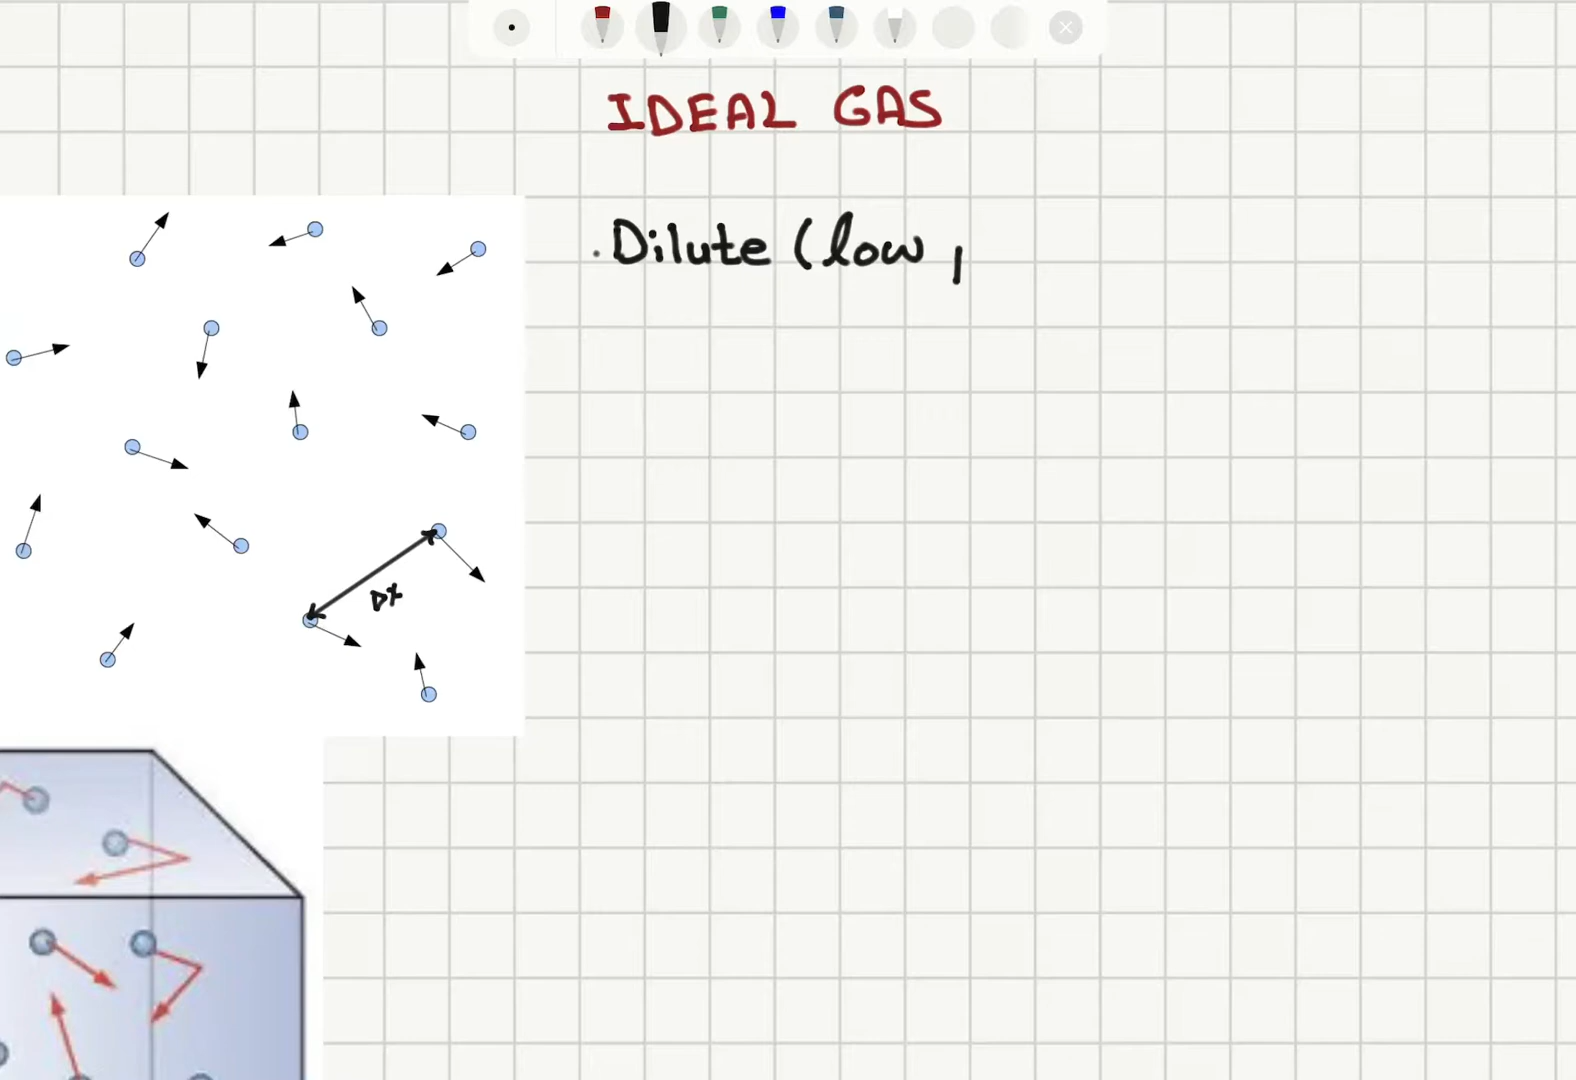 IDEAL GAS
· Dilute (low
Δx